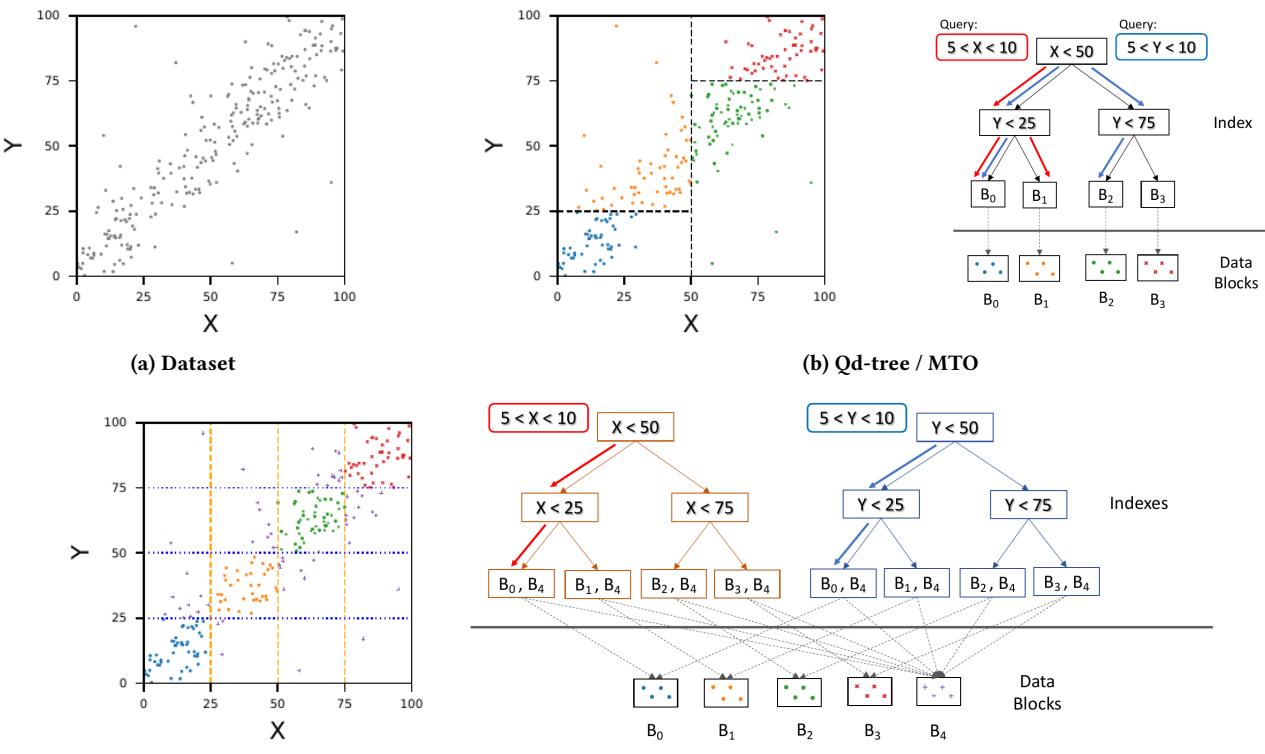 100
75
50
25
0
0 25 50 75 100
Y
X
(a) Dataset
100
75
50
25
0
0 25 50 75 100
Y
X
Query:
5 < X < 10
Query:
5 < Y < 10
X < 50
Y < 25
Y < 75
Index
B0
B1
B2
B3
Data
Blocks
B0
B1
B2
B3
(b) Qd-tree / MTO
100
75
50
25
0
0 25 50 75 100
Y
X
5 < X < 10
X < 50
5 < Y < 10
Y < 50
X < 25
X < 75
Y < 25
Y < 75
Indexes
B0 , B4
B1 , B4
B2 , B4
B3 , B4
B0 , B4
B1 , B4
B2 , B4
B3 , B4
Data
Blocks
B0
B1
B2
B3
B4